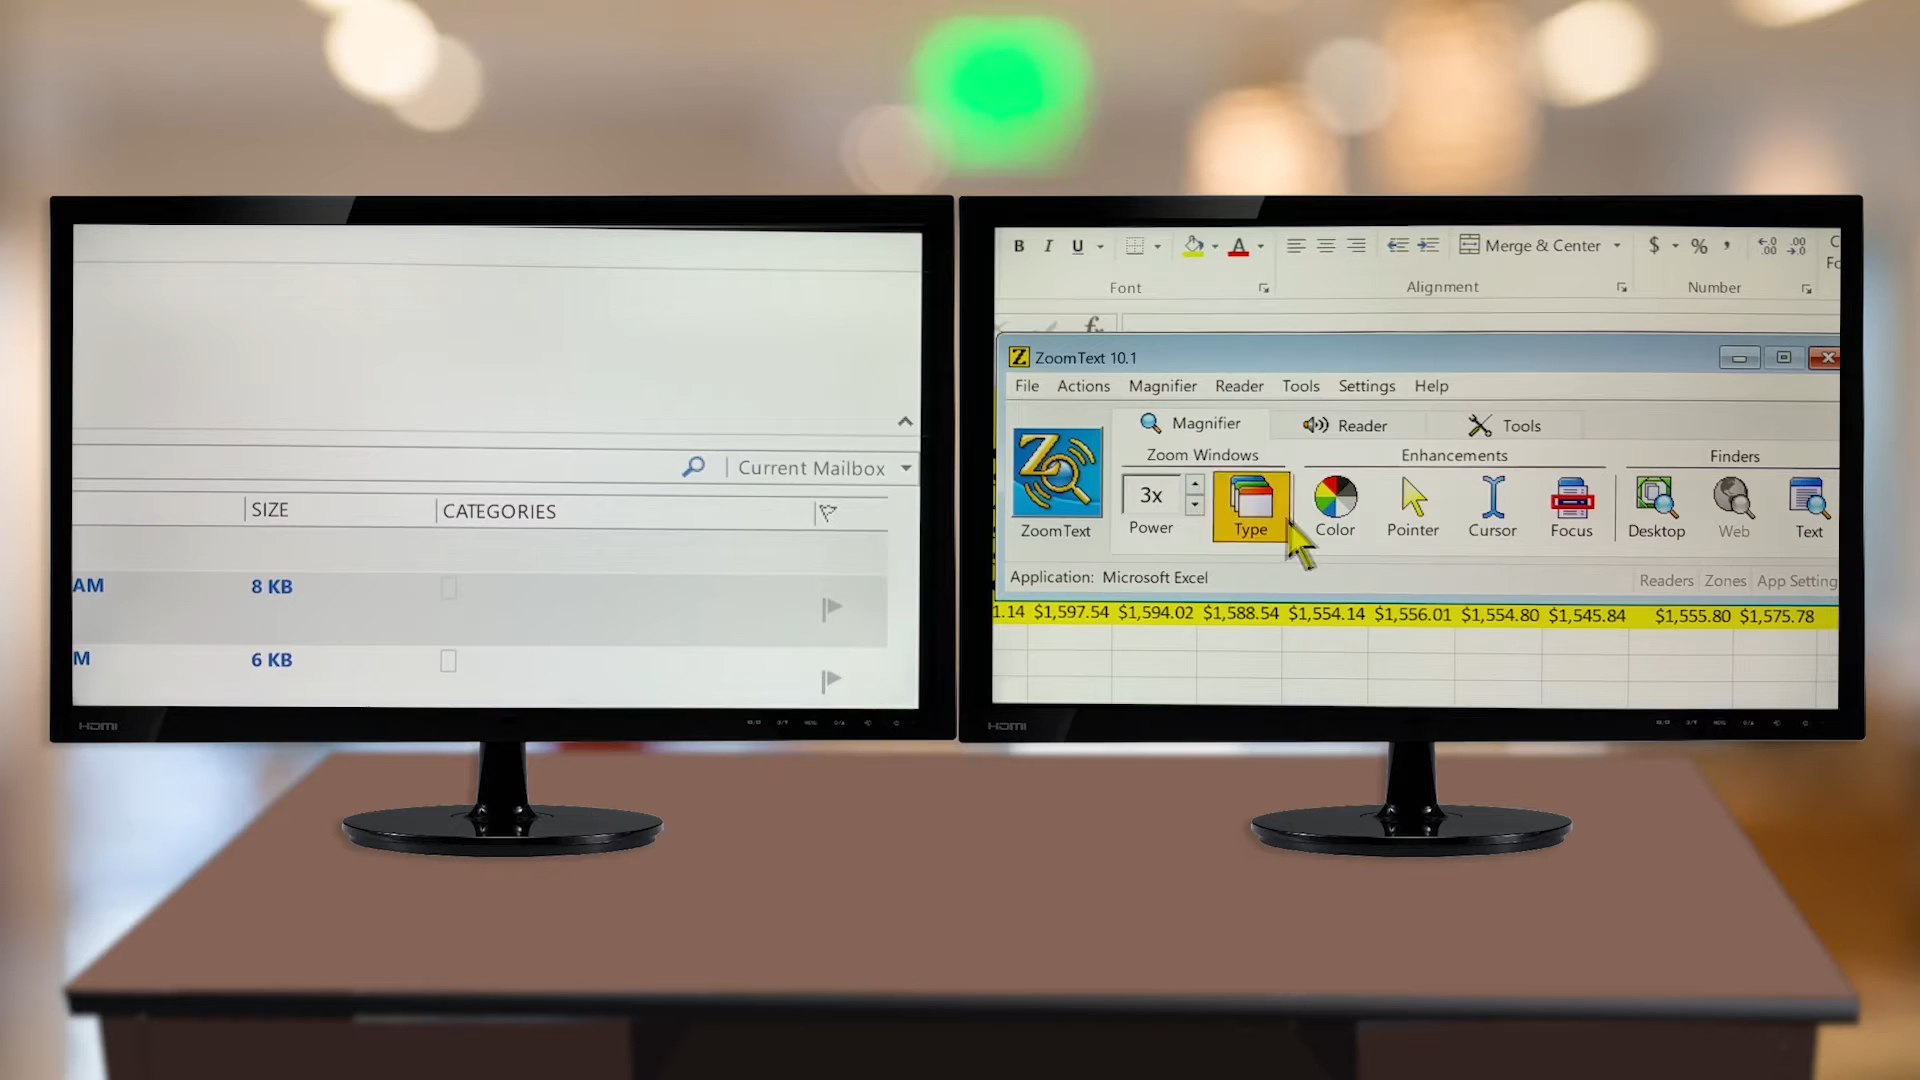 Current Mailbox
SIZE
CATEGORIES
AM
8 KB
M
6 KB
HDMI
B I U A
Merge & Center
$ % ,
Font
Alignment
Number
fx
ZoomText 10.1
File Actions Magnifier Reader Tools Settings Help
Magnifier Reader Tools
Zoom Windows Enhancements Finders
3x
ZoomText Power Type Color Pointer Cursor Focus Desktop Web Text
Application: Microsoft Excel
Readers Zones App Setting
1.14 $1,597.54 $1,594.02 $1,588.54 $1,554.14 $1,556.01 $1,554.80 $1,545.84 $1,555.80 $1,575.78
HDMI